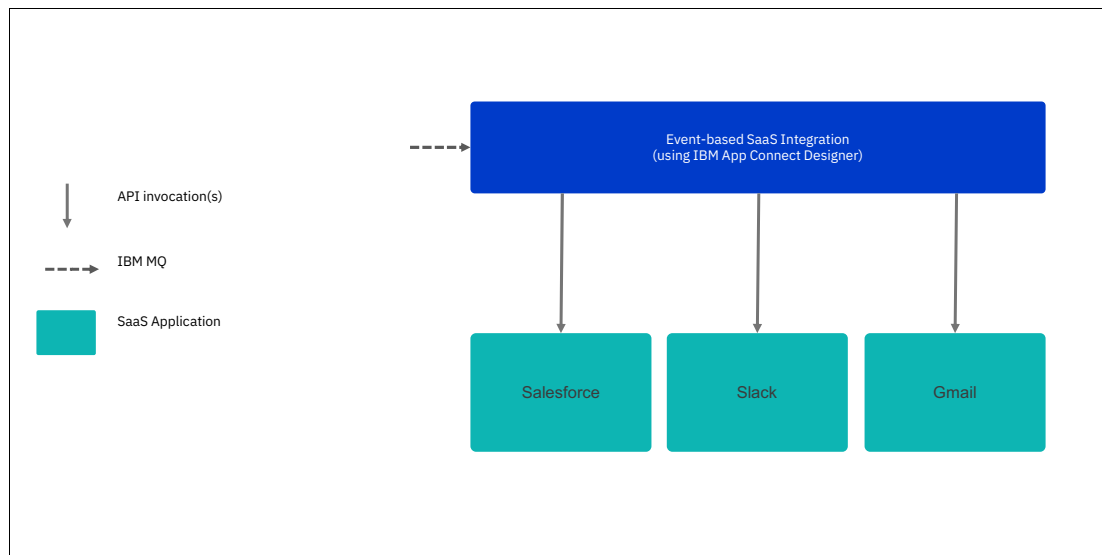 Event-based SaaS Integration
(using IBM App Connect Designer)
API invocation(s)
IBM MQ
SaaS Application
Salesforce
Slack
Gmail